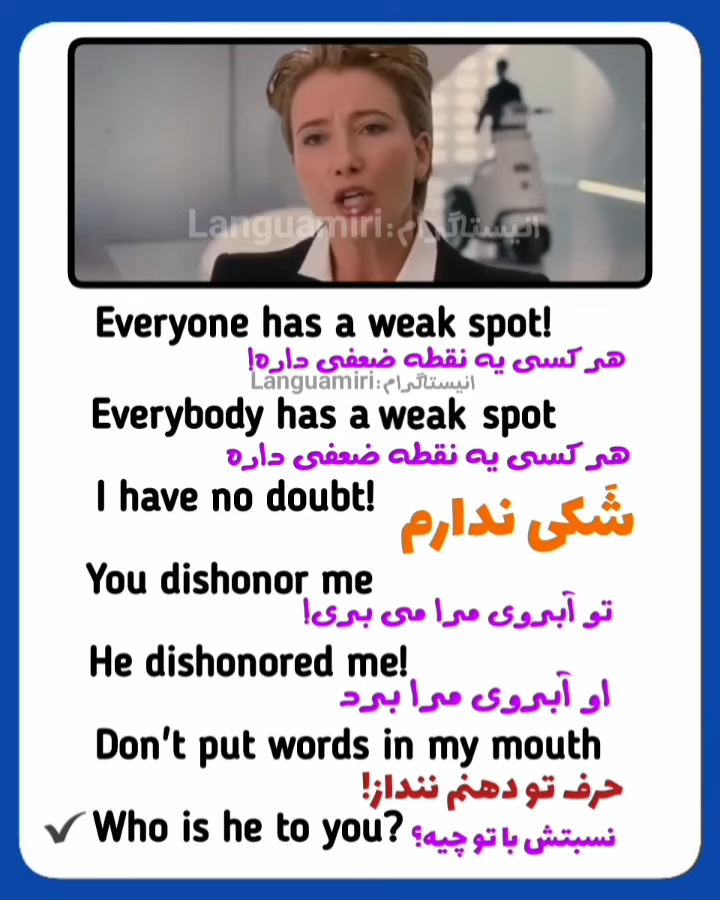 Languamiri:انیستاگرام
Everyone has a weak spot!
هر کسی یه نقطه ضعفی داره!
Languamiri:انیستاگرام
Everybody has a weak spot
هر کسی یه نقطه ضعفی داره
I have no doubt!
شَکی ندارم
You dishonor me
تو آبروی مرا می بری!
He dishonored me!
او آبروی مرا برد
Don't put words in my mouth
حرف تو دهنم ننداز!
Who is he to you? نسبتش با تو چیه؟